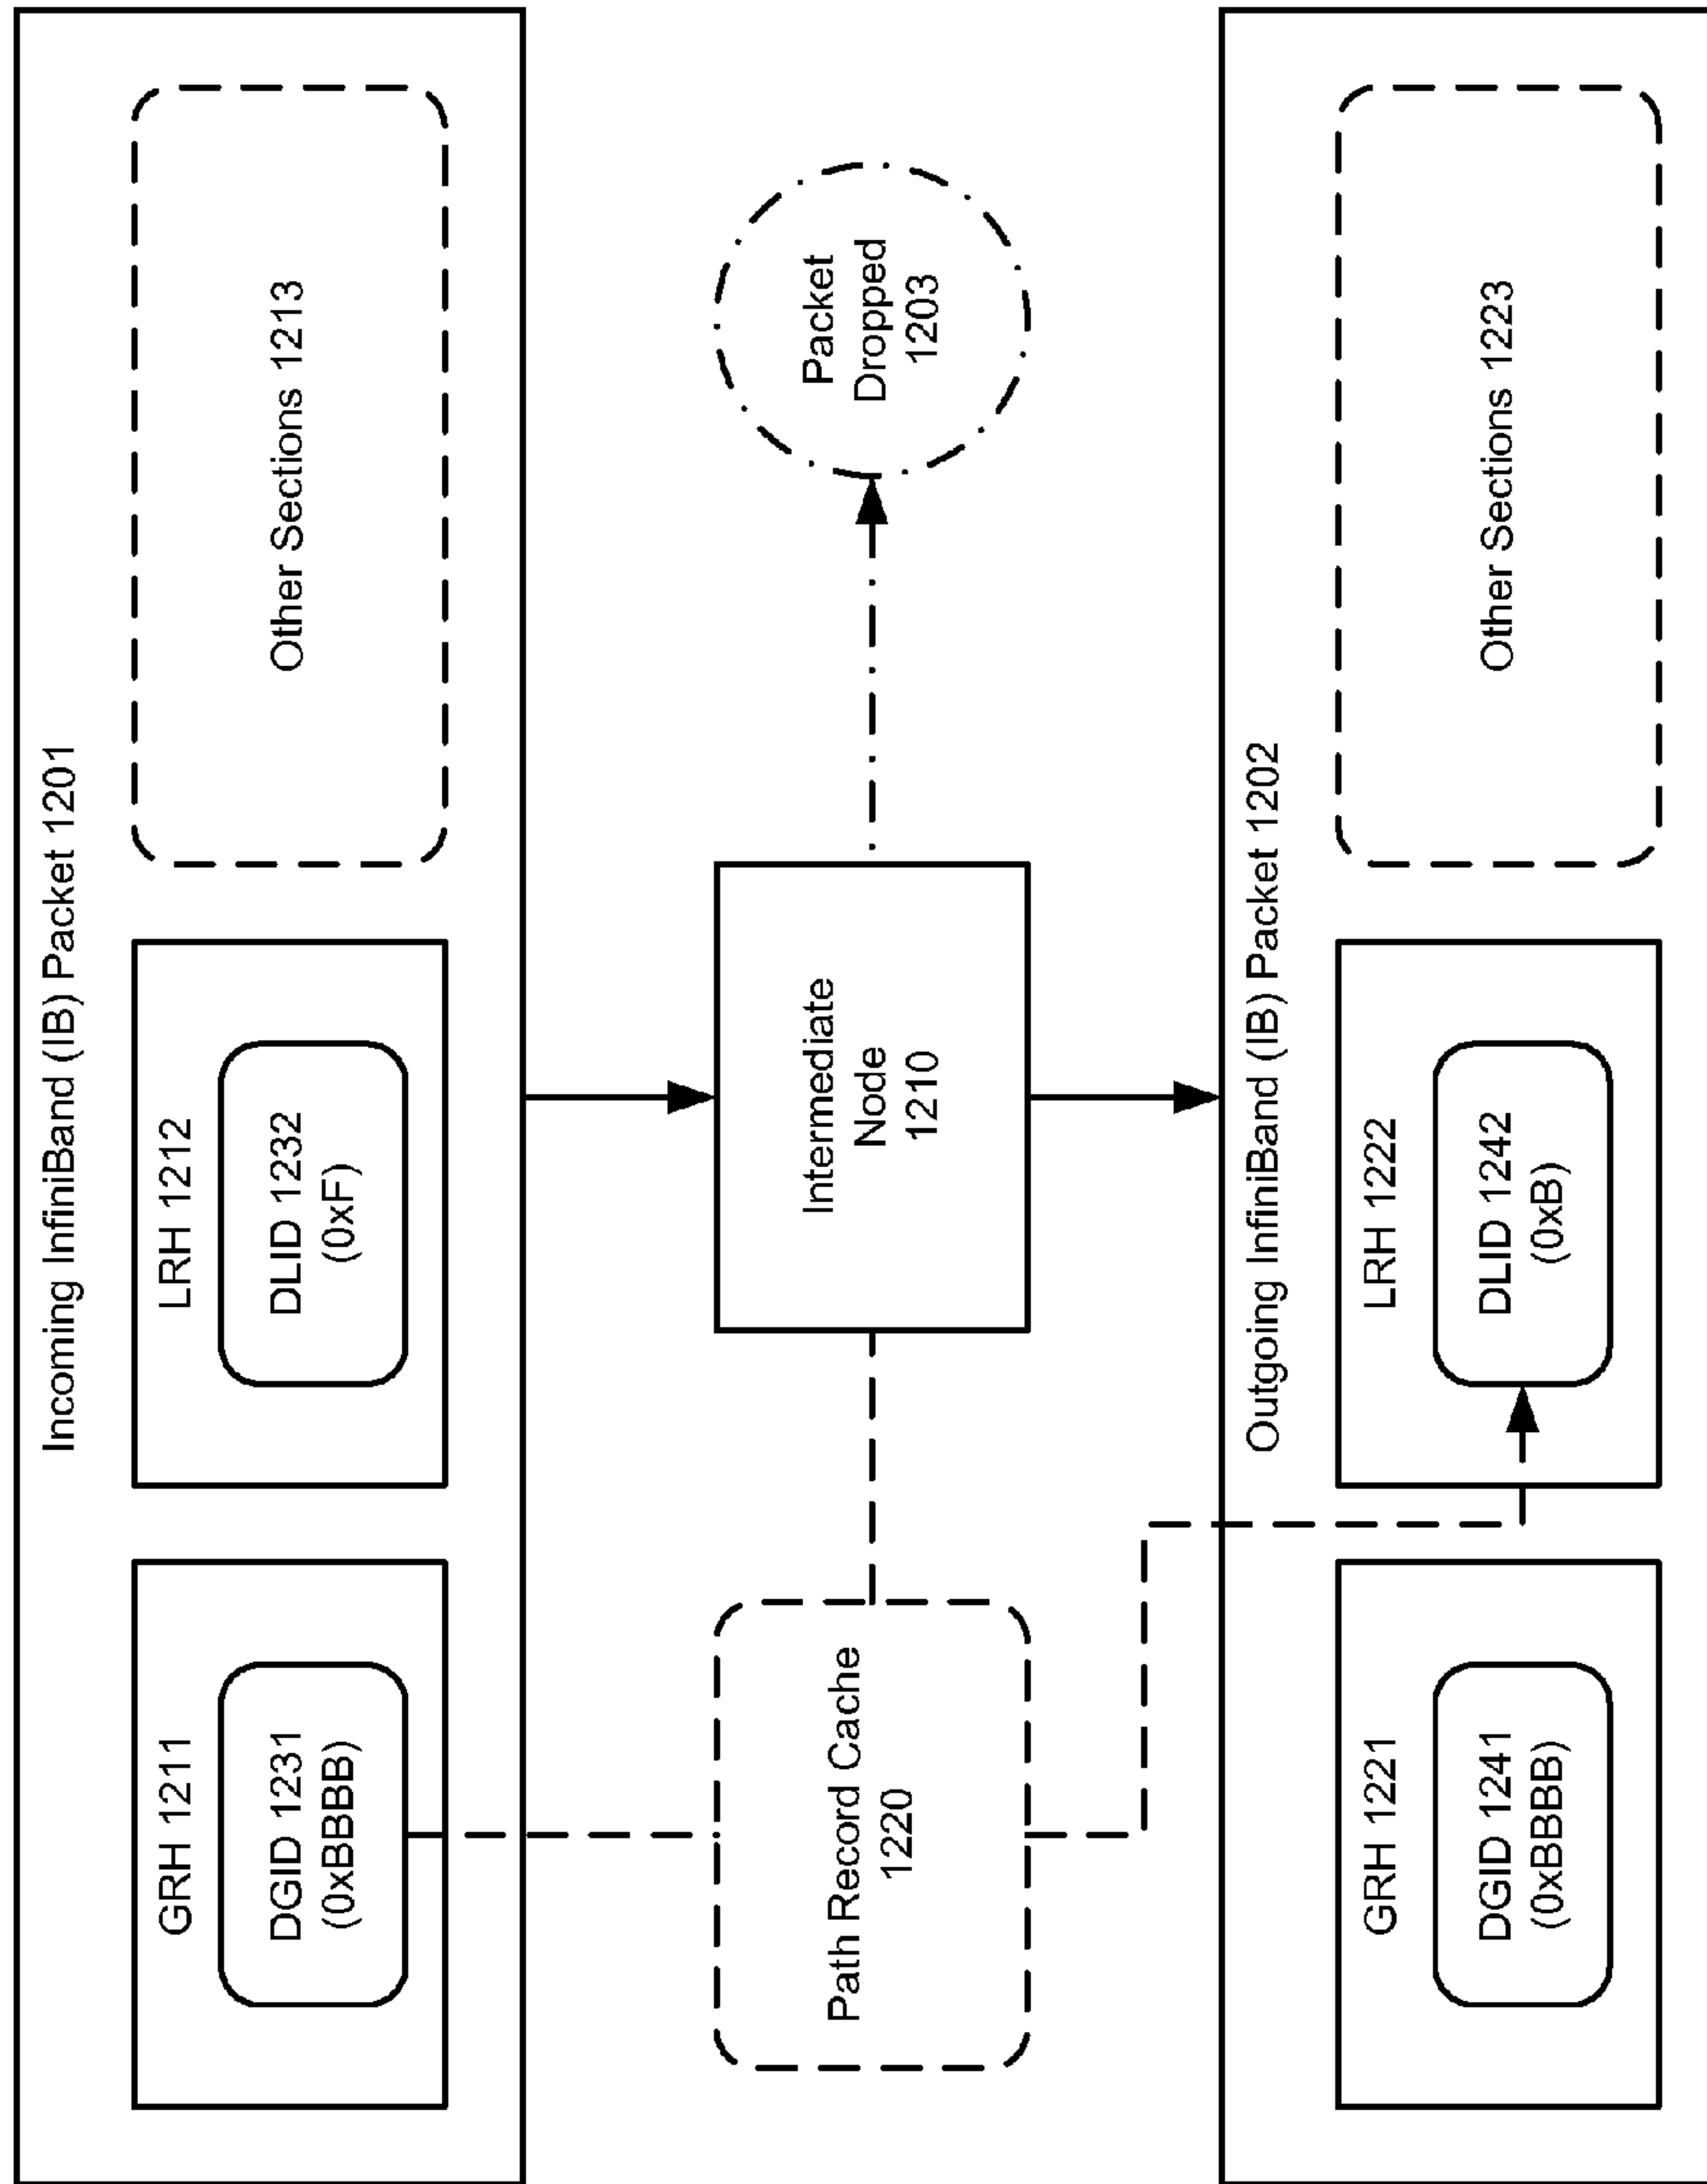 Incoming InfiniBand (IB) Packet 1201
GRH 1211
DGID 1231
(0xBBBB)
LRH 1212
DLID 1232
(0xF)
Other Sections 1213
Path Record Cache
1220
Intermediate
Node
1210
Packet
Dropped
1203
Outgoing InfiniBand (IB) Packet 1202
GRH 1221
DGID 1241
(0xBBBB)
LRH 1222
DLID 1242
(0xB)
Other Sections 1223